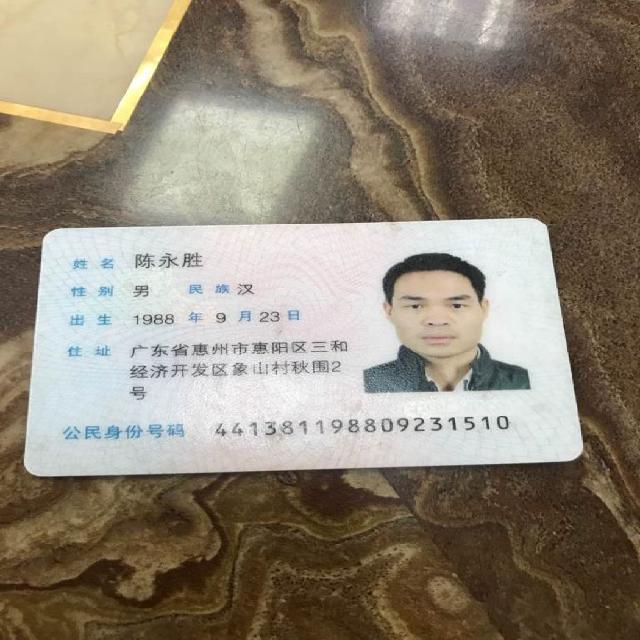 姓名 陈永胜
性别 男 民族 汉
出生 1988 年 9 月 23 日
住址 广东省惠州市惠阳区三和
经济开发区象山村秋围2
号
公民身份号码 441381198809231510